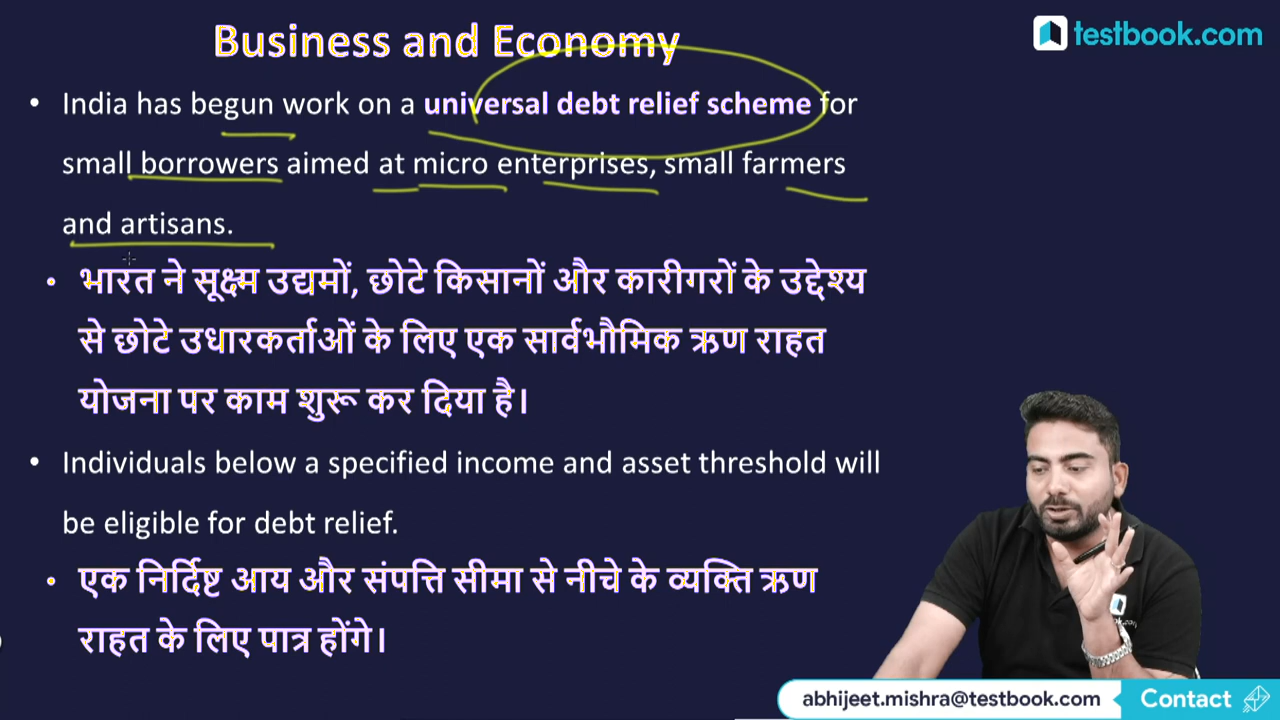 Business and Economy
testbook.com
• India has begun work on a universal debt relief scheme for
small borrowers aimed at micro enterprises, small farmers
and artisans.
• भारत ने सूक्ष्म उद्यमों, छोटे किसानों और कारीगरों के उद्देश्य
से छोटे उधारकर्ताओं के लिए एक सार्वभौमिक ऋण राहत
योजना पर काम शुरू कर दिया है।
• Individuals below a specified income and asset threshold will
be eligible for debt relief.
• एक निर्दिष्ट आय और संपत्ति सीमा से नीचे के व्यक्ति ऋण
राहत के लिए पात्र होंगे।
abhijeet.mishra@testbook.com
Contact